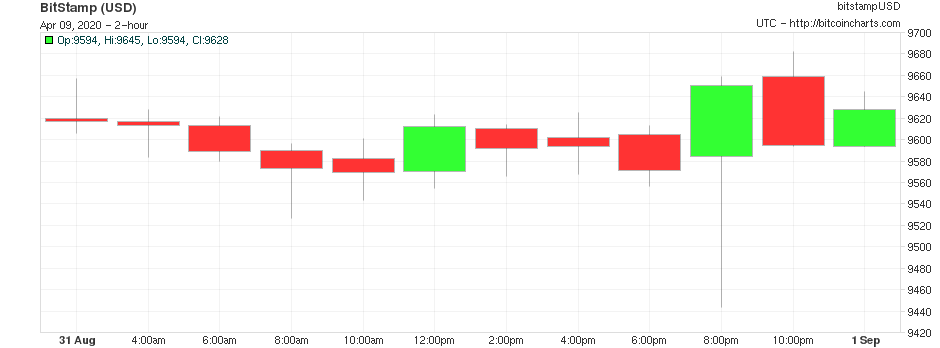 BitStamp (USD)
bitstampUSD
Apr 09, 2020 - 2-hour
UTC - http://bitcoincharts.com
Op:9594, Hi:9645, Lo:9594, Cl:9628
9700
9680
9660
9640
9620
9600
9580
9560
9540
9520
9500
9480
9460
9440
9420
31 Aug
4:00am
6:00am
8:00am
10:00am
12:00pm
2:00pm
4:00pm
6:00pm
8:00pm
10:00pm
1 Sep